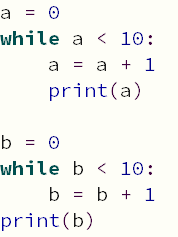 a = 0
while a < 10:
    a = a + 1
    print(a)

b = 0
while b < 10:
    b = b + 1
print(b)